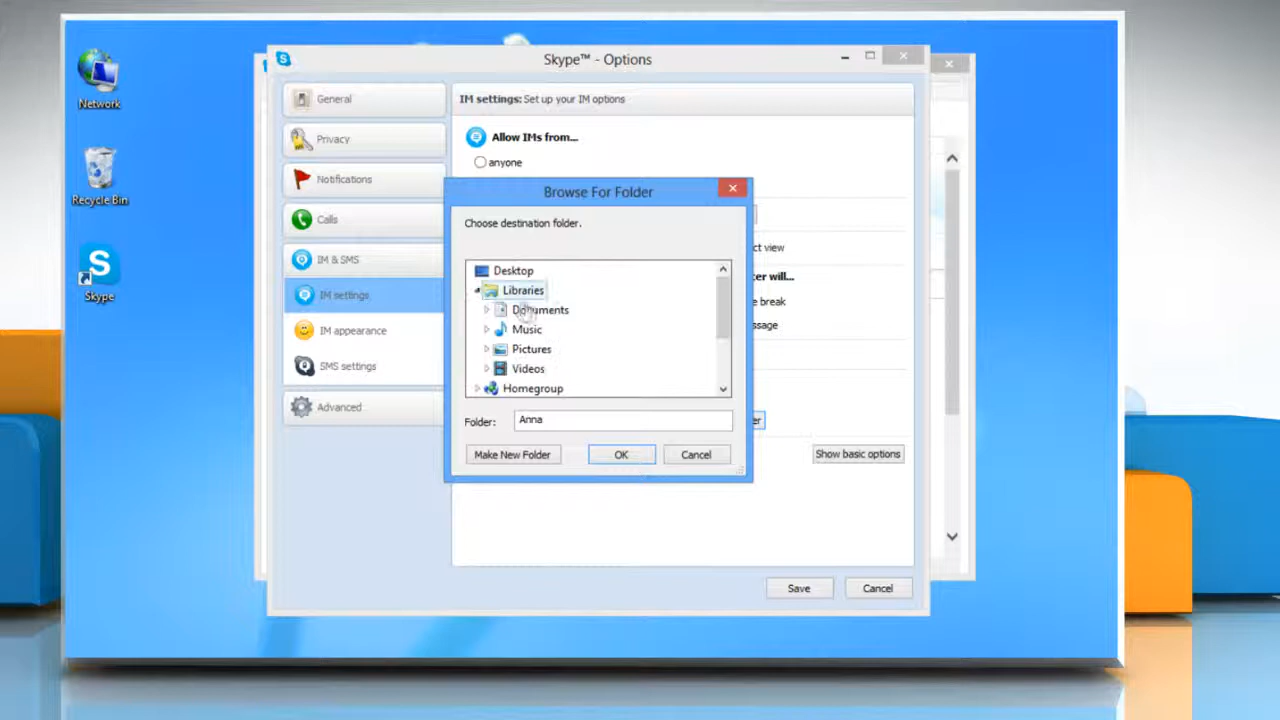 Network
Recycle Bin
S
Skype
Skype™ - Options
General
Privacy
Notifications
Calls
IM & SMS
IM settings
IM appearance
SMS settings
Advanced
IM settings: Set up your IM options
Allow IMs from...
anyone
ct view
er will...
e break
ssage
er
Show basic options
Save
Cancel
Browse For Folder
Choose destination folder.
Desktop
Libraries
Documents
Music
Pictures
Videos
Homegroup
Folder: Anna
Make New Folder
OK
Cancel